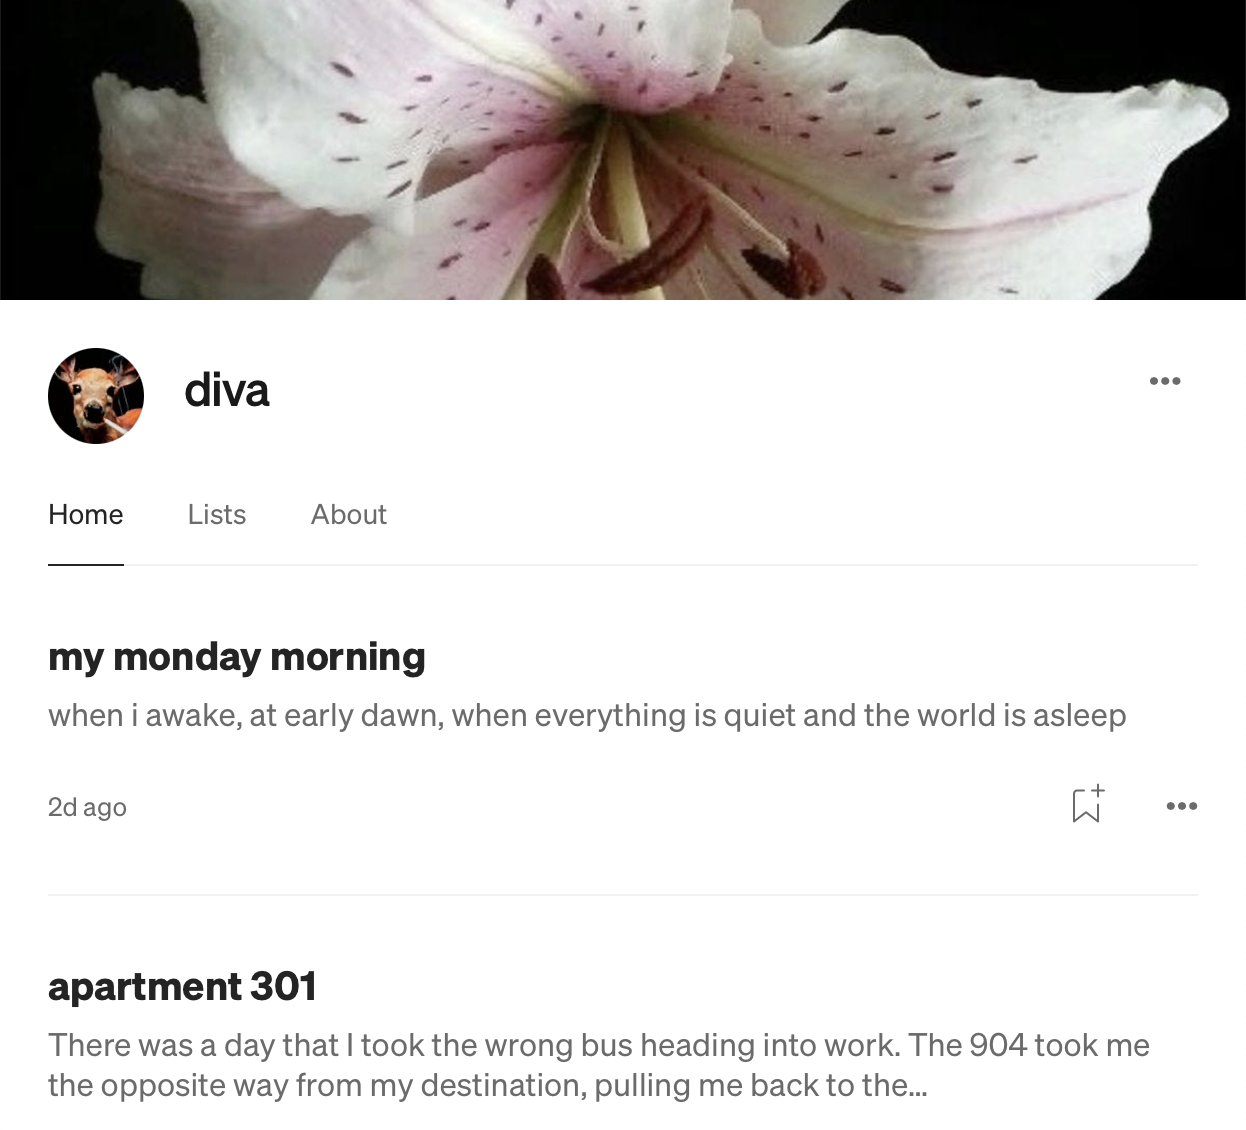 diva
Home Lists About
my monday morning
when i awake, at early dawn, when everything is quiet and the world is asleep
2d ago
apartment 301
There was a day that I took the wrong bus heading into work. The 904 took me
the opposite way from my destination, pulling me back to the...